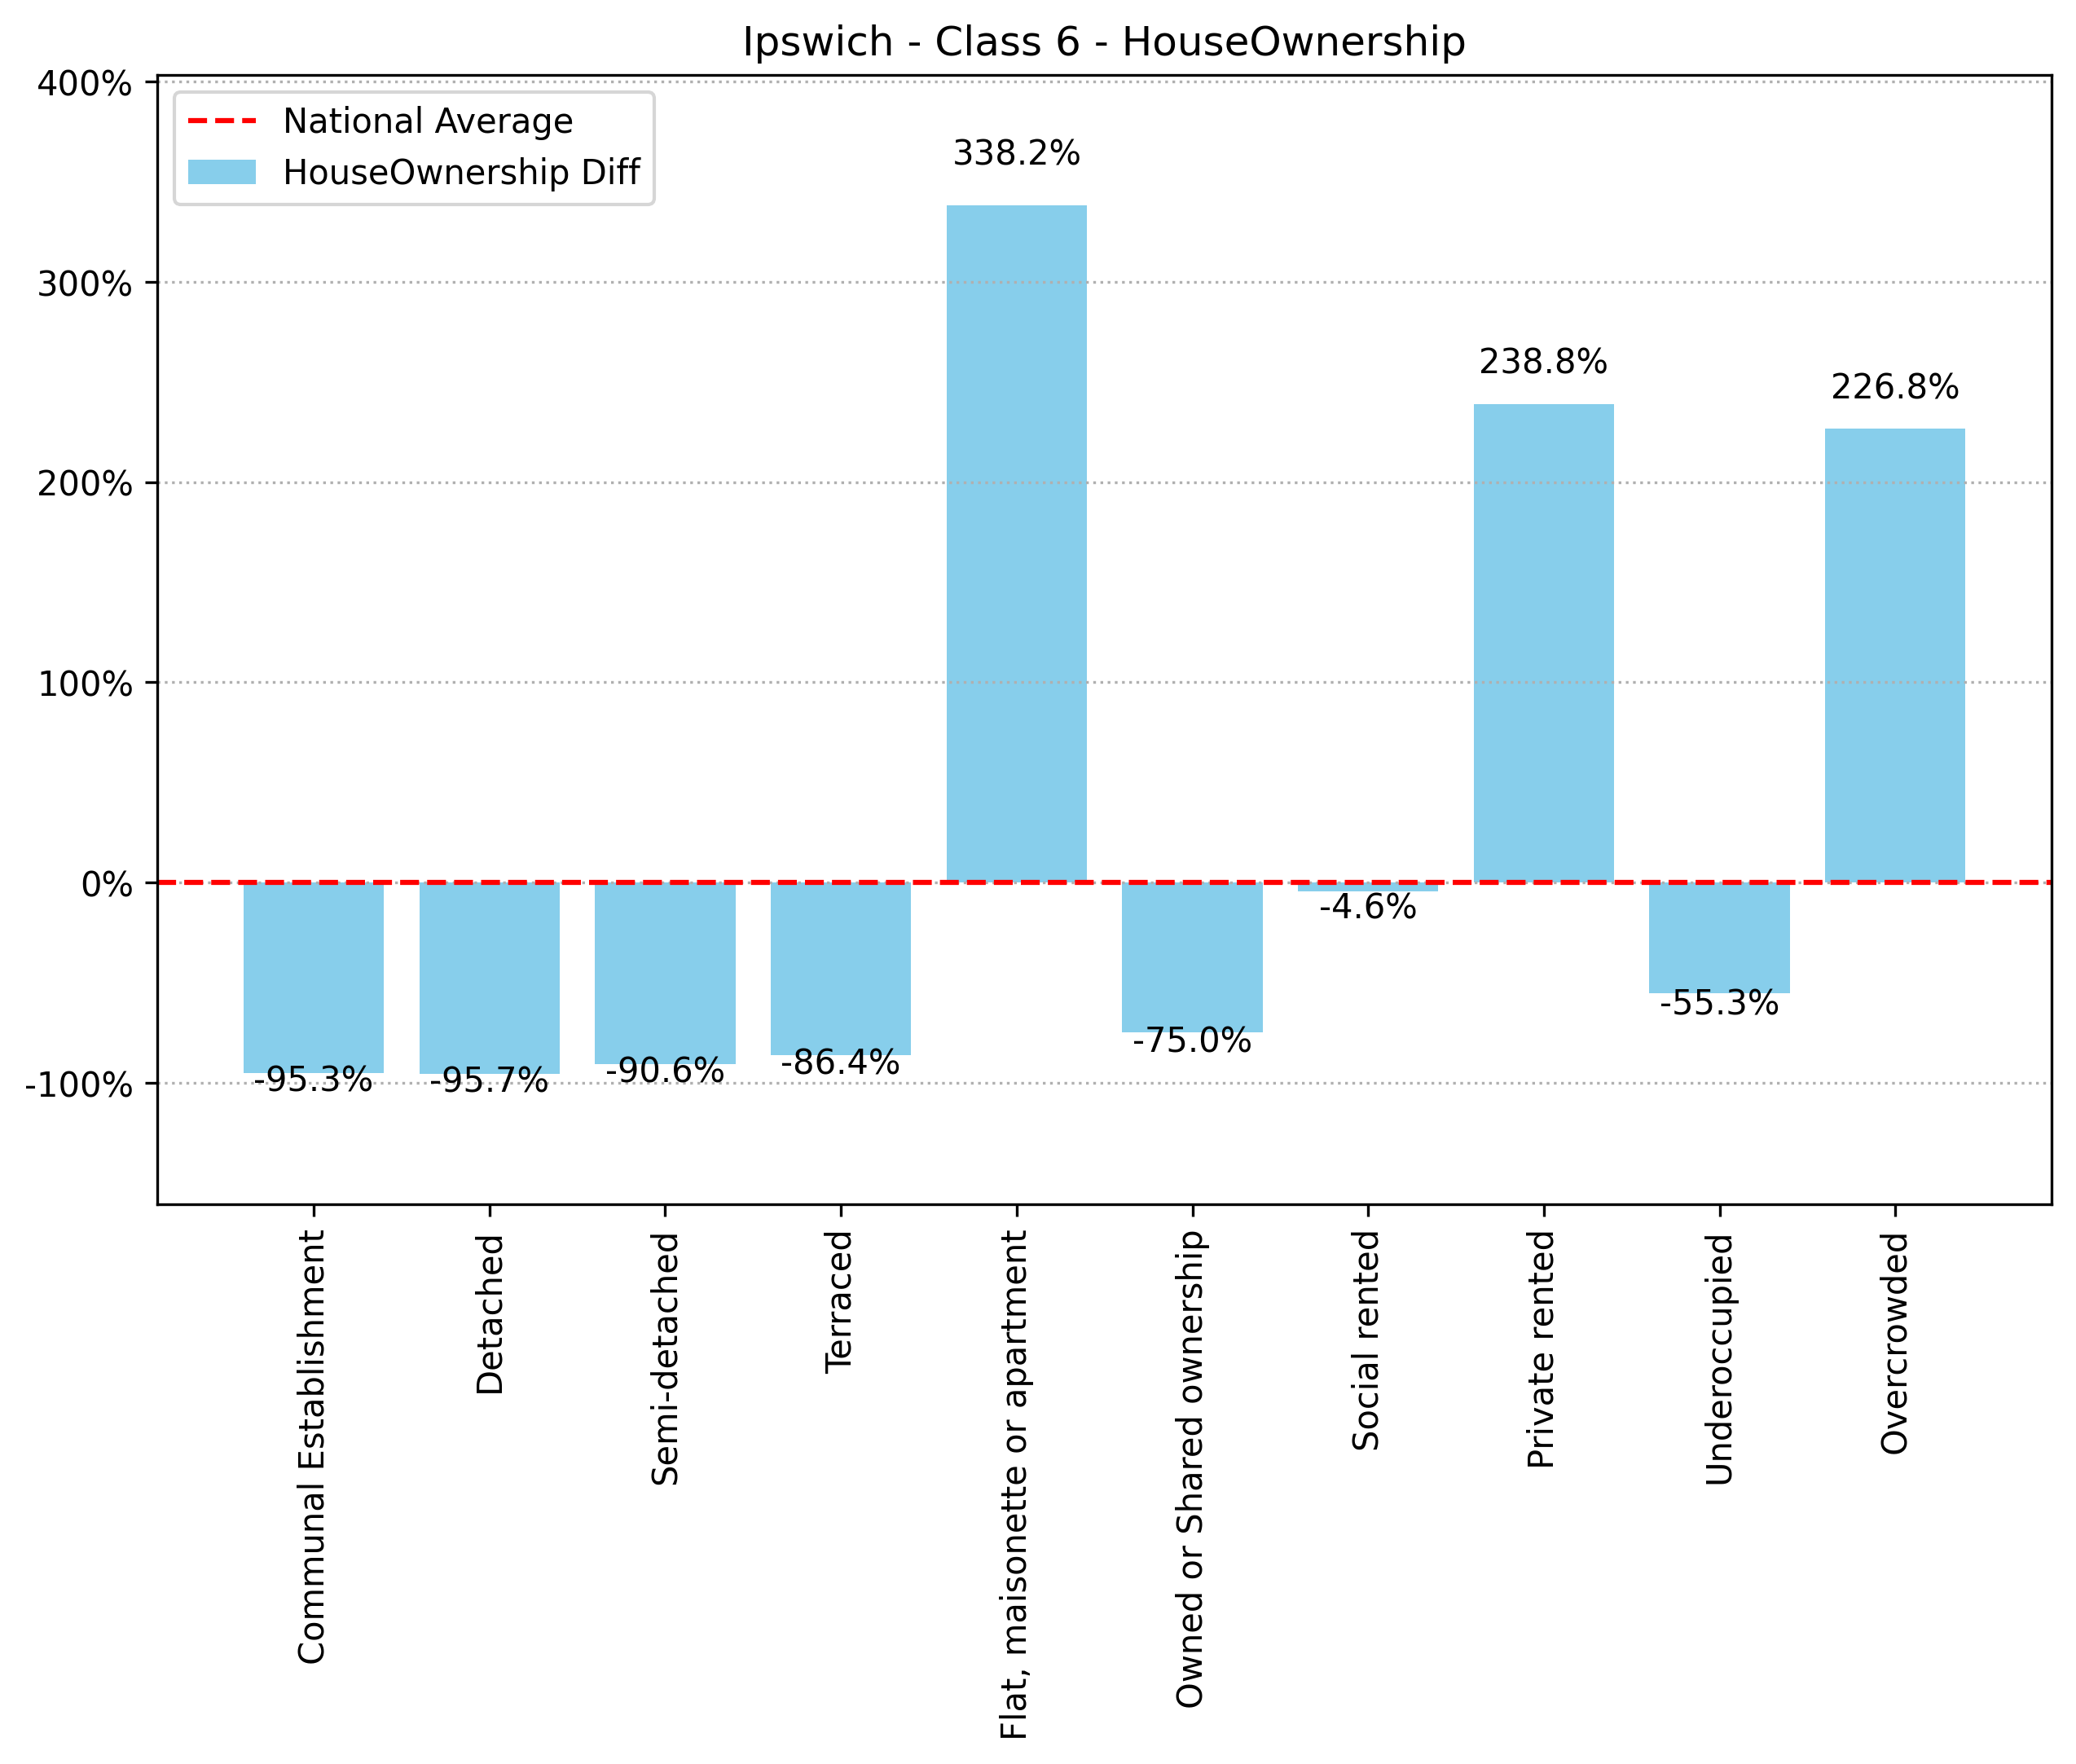 Ipswich - Class 6 - HouseOwnership
400%
300%
200%
100%
0%
-100%
National Average
HouseOwnership Diff
-95.3%
-95.7%
-90.6%
-86.4%
338.2%
-75.0%
-4.6%
238.8%
-55.3%
226.8%
Communal Establishment
Detached
Semi-detached
Terraced
Flat, maisonette or apartment
Owned or Shared ownership
Social rented
Private rented
Underoccupied
Overcrowded